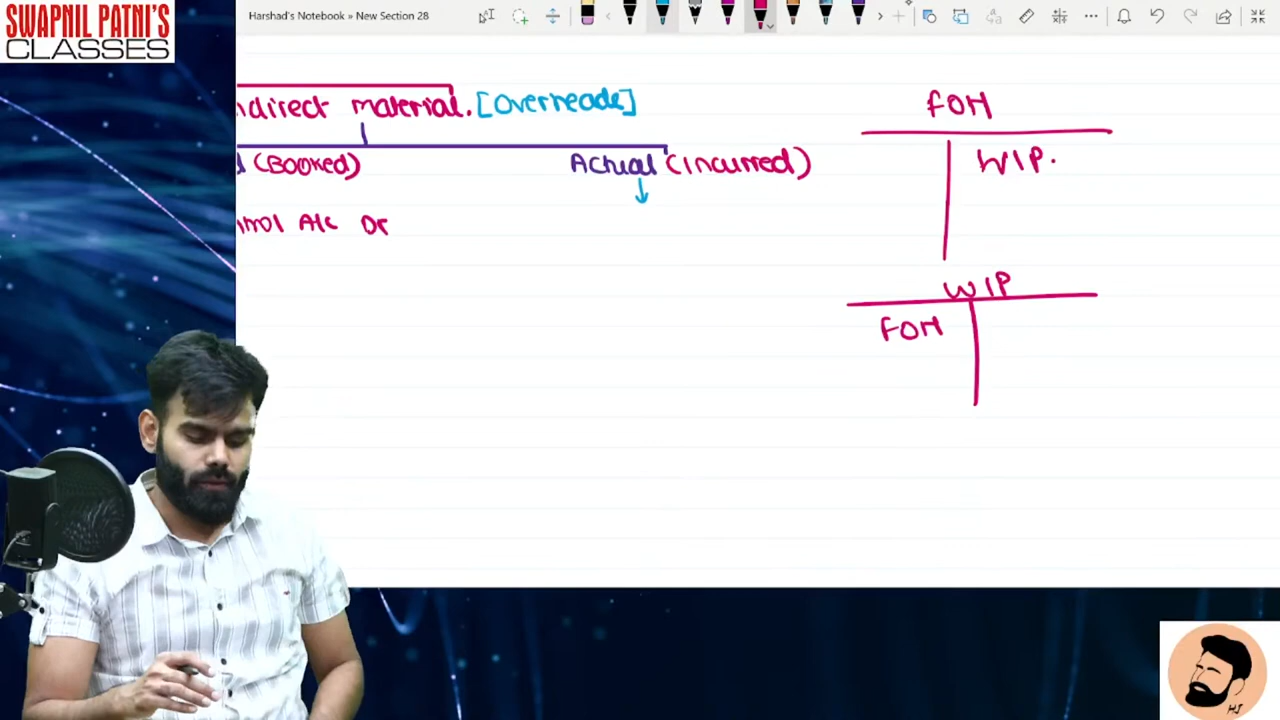 SWAPNIL PATNI'S
CLASSES
Harshad's Notebook » New Section 28
ndirect material. [Overheads]
(Booked)
Actual (Incurred)
A/c Dr
FOH
WIP.
WIP
FOH
HS